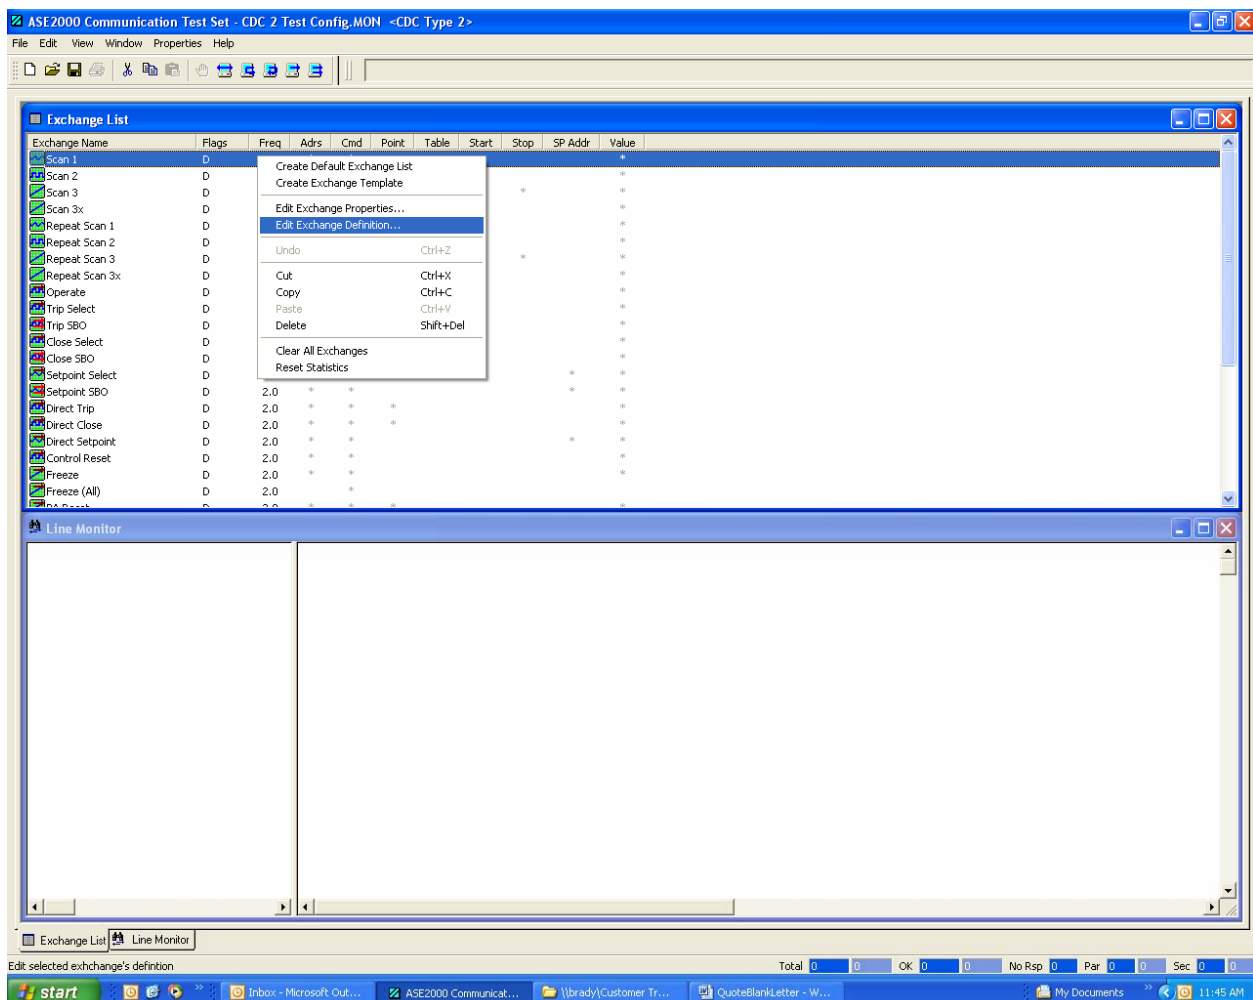 ASE2000 Communication Test Set - CDC 2 Test Config.MON <CDC Type 2>
File Edit View Window Properties Help
Exchange List
Exchange Name Flags Freq Adrs Cmd Point Table Start Stop SP Addr Value
Scan 1 D *
Scan 2 D *
Scan 3 D * *
Scan 3x D *
Repeat Scan 1 D *
Repeat Scan 2 D *
Repeat Scan 3 D * *
Repeat Scan 3x D *
Operate D *
Trip Select D *
Trip SBO D *
Close Select D *
Close SBO D *
Setpoint Select D * *
Setpoint SBO D 2.0 * * * *
Direct Trip D 2.0 * * * *
Direct Close D 2.0 * * * *
Direct Setpoint D 2.0 * * * *
Control Reset D 2.0 * * *
Freeze D 2.0 * * *
Freeze (All) D 2.0 *
Create Default Exchange List
Create Exchange Template
Edit Exchange Properties...
Edit Exchange Definition...
Undo Ctrl+Z
Cut Ctrl+X
Copy Ctrl+C
Paste Ctrl+V
Delete Shift+Del
Clear All Exchanges
Reset Statistics
Line Monitor
Exchange List Line Monitor
Edit selected exhchange's defintion Total 0 0 OK 0 0 No Rsp 0 Par 0 0 Sec 0 0
start Inbox - Microsoft Out... ASE2000 Communicat... \\brady\Customer Tr... QuoteBlankLetter - W... My Documents 11:45 AM